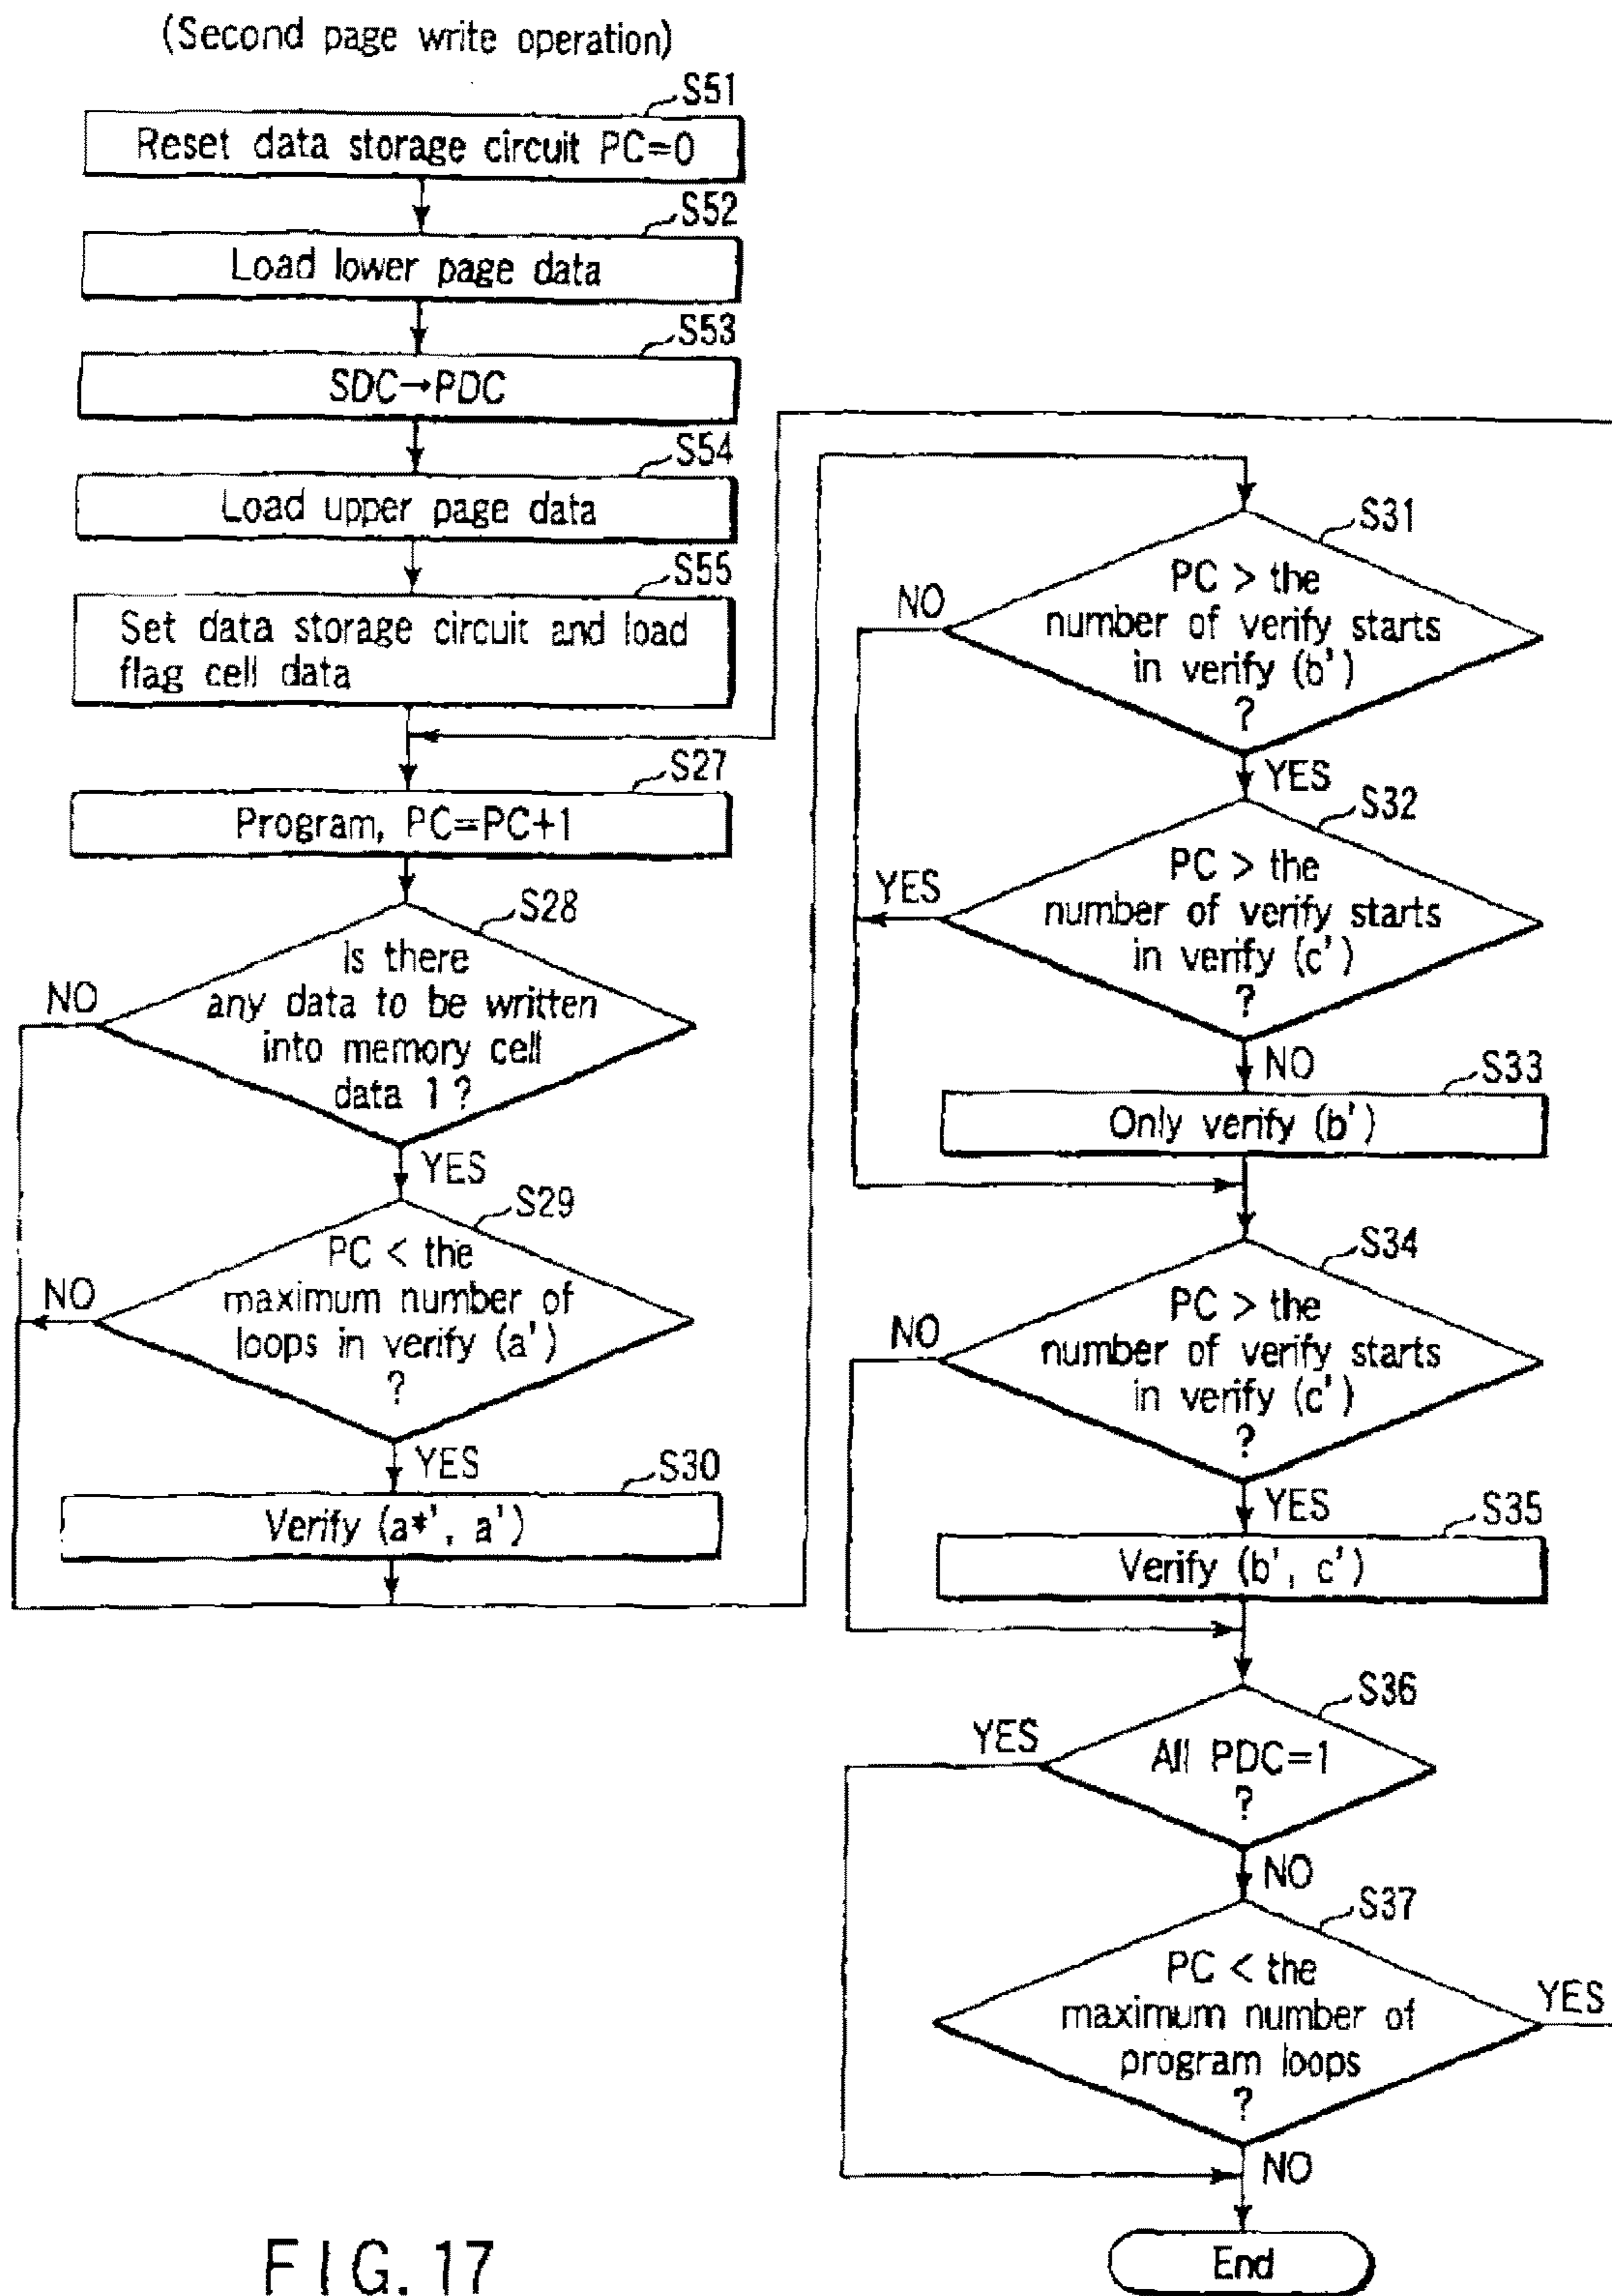 (Second page write operation)
S51
Reset data storage circuit PC=0
S52
Load lower page data
S53
SDC→PDC
S54
Load upper page data
S55
Set data storage circuit and load
flag cell data
S27
Program, PC=PC+1
S28
Is there
any data to be written
into memory cell
data 1 ?
NO
YES
S29
PC < the
maximum number of
loops in verify (a')
?
NO
YES
S30
Verify (a*', a')
S31
PC > the
number of verify starts
in verify (b')
?
NO
YES
S32
PC > the
number of verify starts
in verify (c')
?
YES
NO
S33
Only verify (b')
S34
PC > the
number of verify starts
in verify (c')
?
NO
YES
S35
Verify (b', c')
S36
All PDC=1
?
YES
NO
S37
PC < the
maximum number of
program loops
?
YES
NO
End
FIG. 17